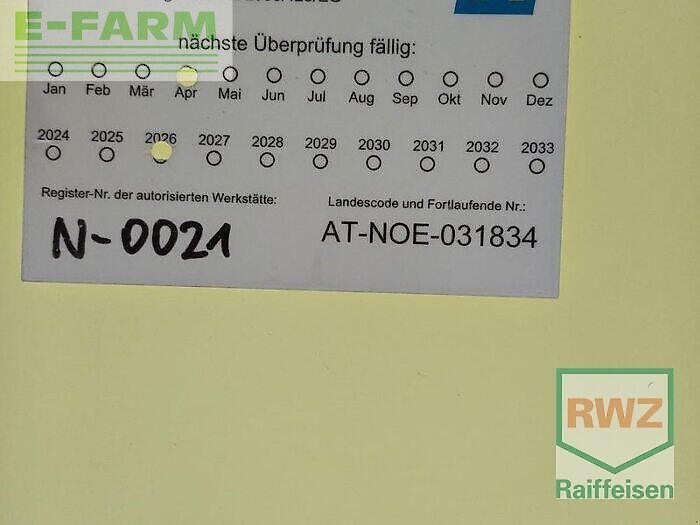 E-FARM
nächste Überprüfung fällig:
Jan Feb Mär Apr Mai Jun Jul Aug Sep Okt Nov Dez
2024 2025 2026 2027 2028 2029 2030 2031 2032 2033
Register-Nr. der autorisierten Werkstätte:
Landescode und Fortlaufende Nr.:
N-0021
AT-NOE-031834
RWZ
Raiffeisen